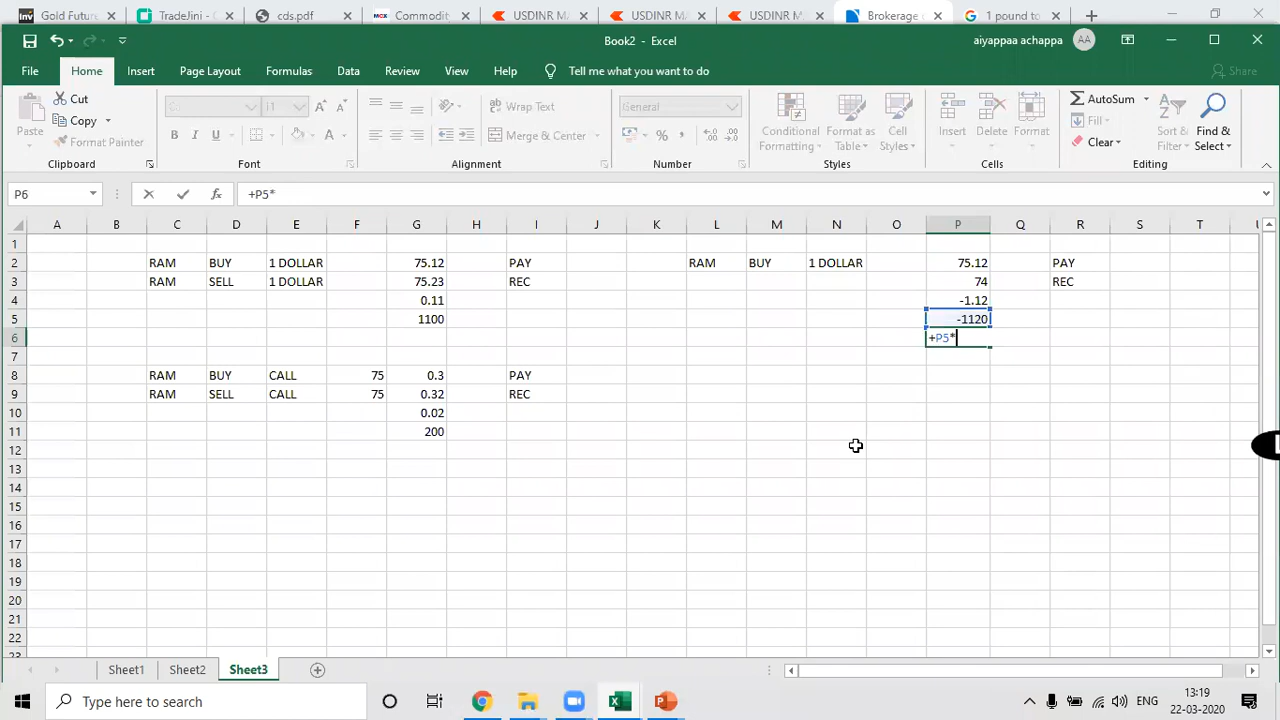 Gold Future
TradeJini -
cds.pdf
Commodit
USDINR M
USDINR M
USDINR M
Brokerage
1 pound to
Book2 - Excel
aiyappaa achappa
AA
File
Home
Insert
Page Layout
Formulas
Data
Review
View
Help
Tell me what you want to do
Share
Paste
Cut
Copy
Format Painter
Clipboard
11
B I U
A
Font
Wrap Text
Merge & Center
Alignment
General
Number
Conditional Formatting
Format as Table
Cell Styles
Styles
Insert
Delete
Format
Cells
AutoSum
Fill
Clear
Sort & Filter
Find & Select
Editing
P6
fx
+P5*
A B C D E F G H I J K L M N O P Q R S T U
1
2 RAM BUY 1 DOLLAR 75.12 PAY RAM BUY 1 DOLLAR 75.12 PAY
3 RAM SELL 1 DOLLAR 75.23 REC 74 REC
4 0.11 -1.12
5 1100 -1120
6 +P5*
7
8 RAM BUY CALL 75 0.3 PAY
9 RAM SELL CALL 75 0.32 REC
10 0.02
11 200
12
13
14
15
16
17
18
19
20
21
22
23
Sheet1
Sheet2
Sheet3
Type here to search
ENG
13:19
22-03-2020